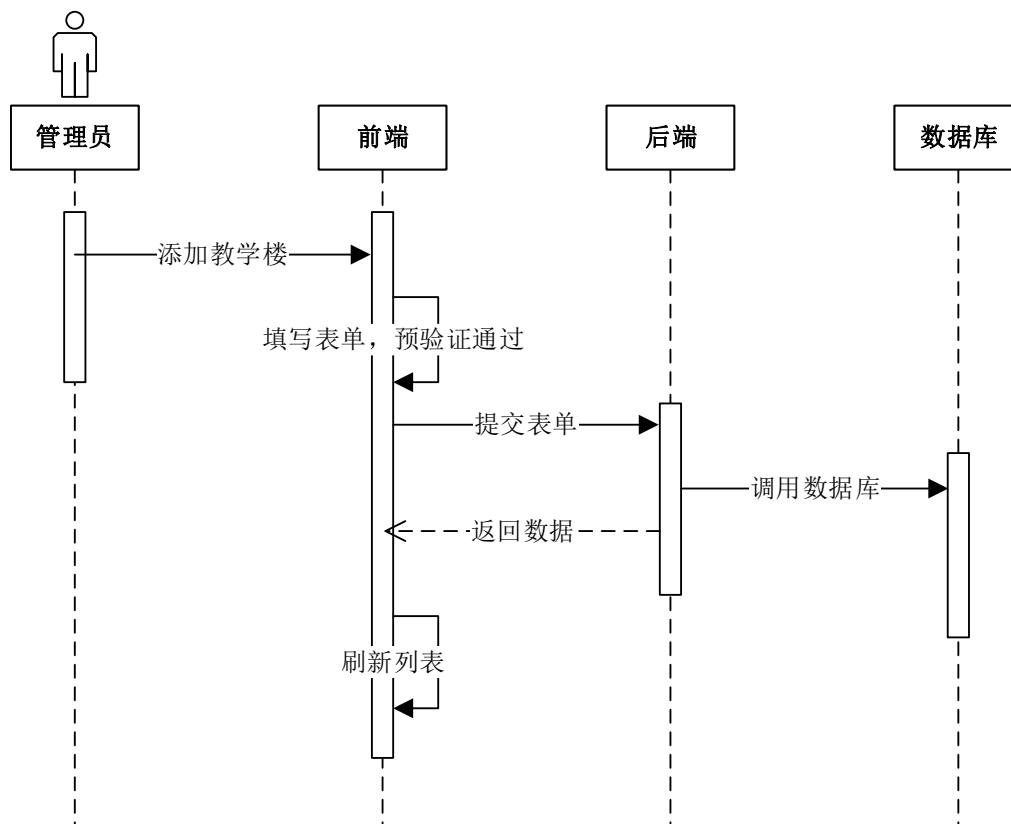 管理员
前端
后端
数据库
添加教学楼
填写表单，预验证通过
提交表单
调用数据库
返回数据
刷新列表